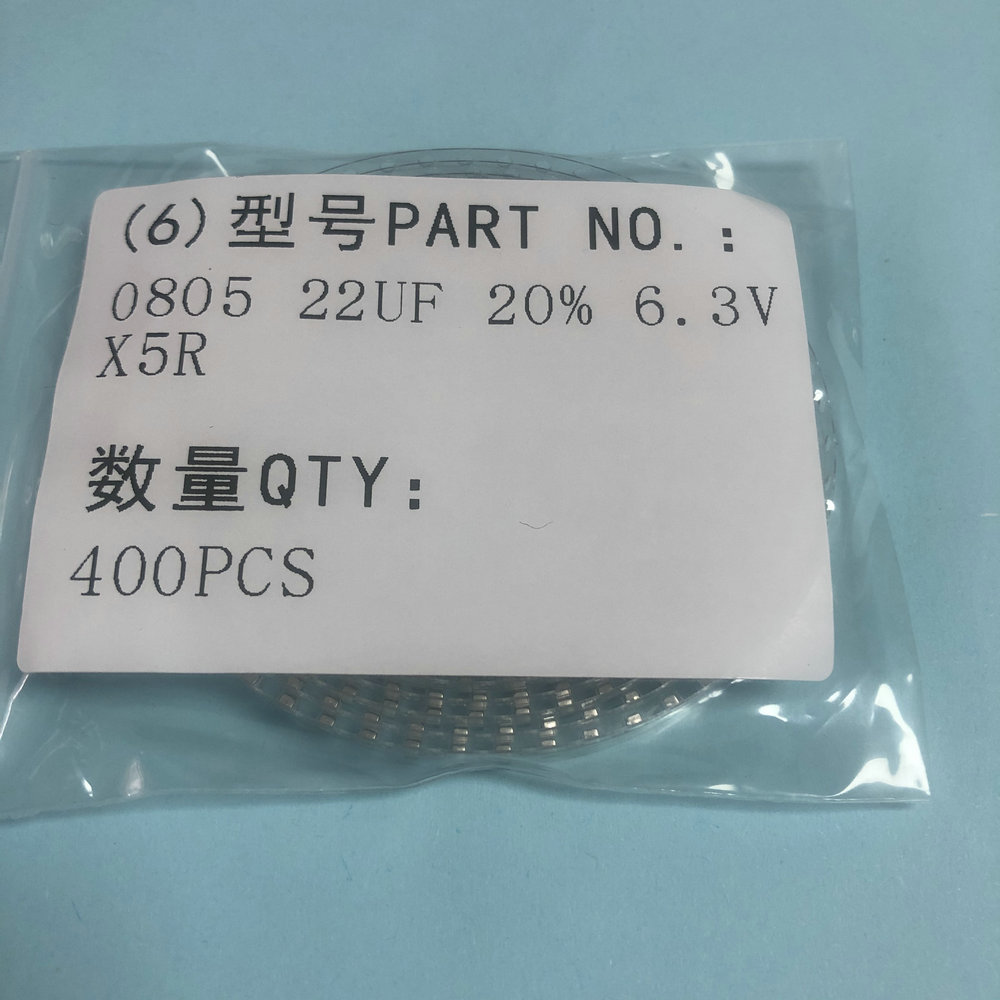 (6)型号PART NO.:
0805 22UF 20% 6.3V
X5R
数量QTY:
400PCS